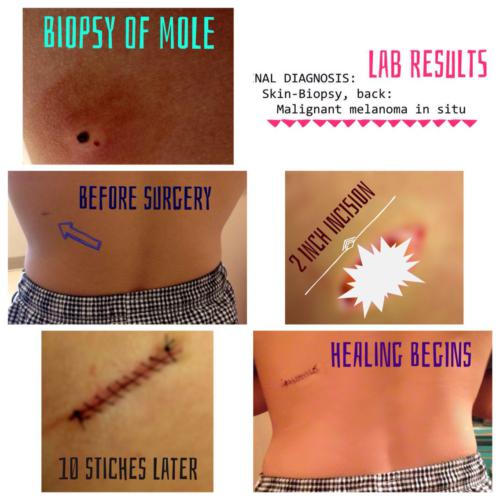 BIOPSY OF MOLE
LAB RESULTS
NAL DIAGNOSIS:
Skin-Biopsy, back:
Malignant melanoma in situ
BEFORE SURGERY
2 INCH INCISION
10 STICHES LATER
HEALING BEGINS